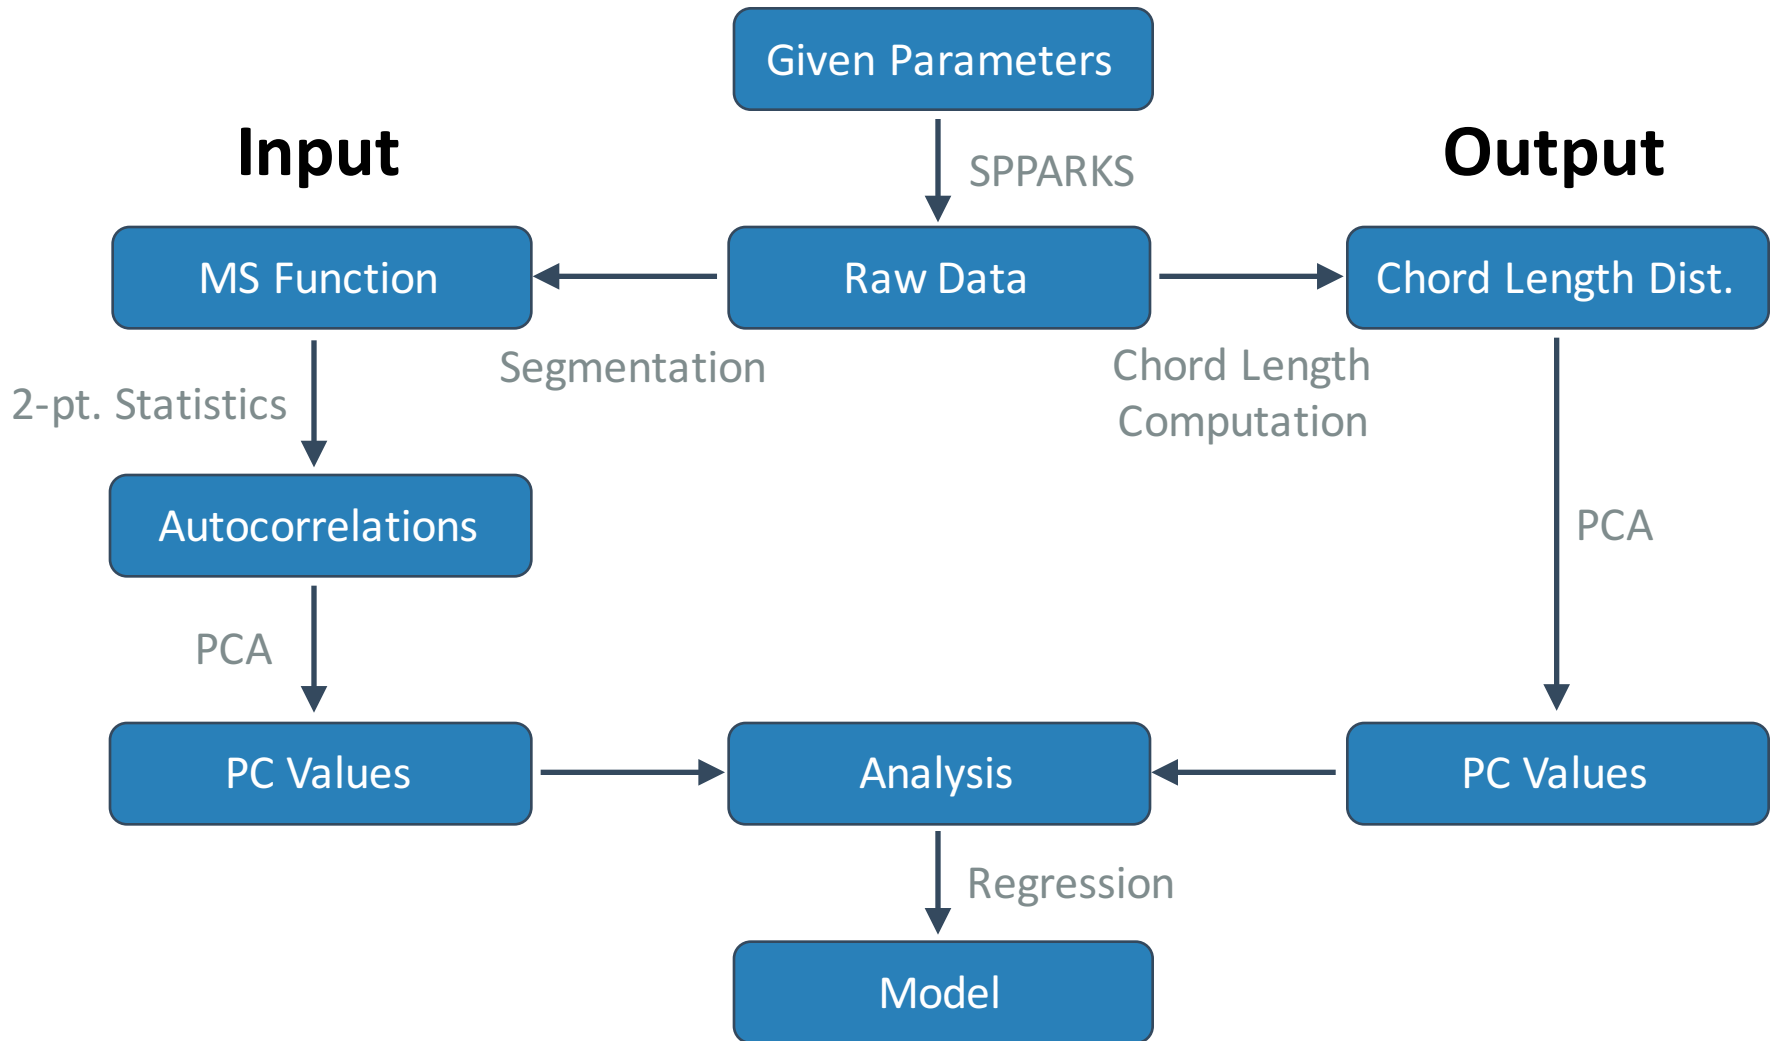 Given Parameters
Input
SPPARKS
Output
MS Function
Raw Data
Chord Length Dist.
2-pt. Statistics
Segmentation
Chord Length
Computation
Autocorrelations
PCA
PCA
PC Values
Analysis
PC Values
Regression
Model